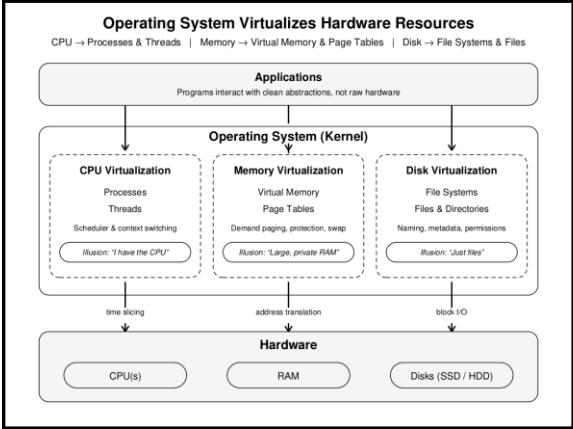 Operating System Virtualizes Hardware Resources
CPU → Processes & Threads | Memory → Virtual Memory & Page Tables | Disk → File Systems & Files
Applications
Programs interact with clean abstractions, not raw hardware
Operating System (Kernel)
CPU Virtualization
Processes
Threads
Scheduler & context switching
Illusion: "I have the CPU"
Memory Virtualization
Virtual Memory
Page Tables
Demand paging, protection, swap
Illusion: "Large, private RAM"
Disk Virtualization
File Systems
Files & Directories
Naming, metadata, permissions
Illusion: "Just files"
time slicing
address translation
block I/O
Hardware
CPU(s)
RAM
Disks (SSD / HDD)